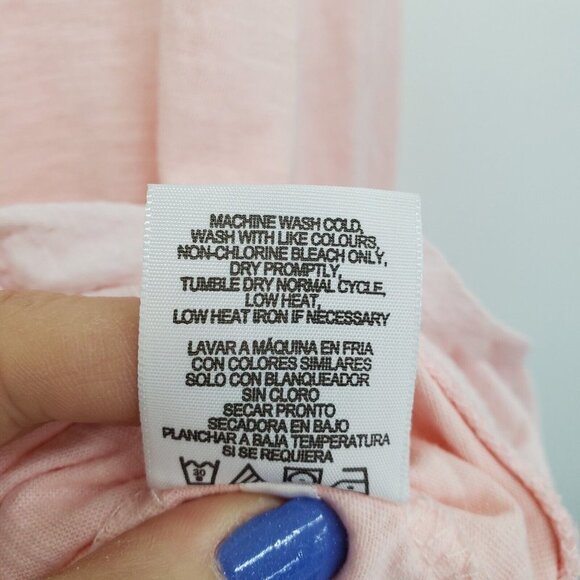 MACHINE WASH COLD,
WASH WITH LIKE COLOURS,
NON-CHLORINE BLEACH ONLY,
DRY PROMPTLY,
TUMBLE DRY NORMAL CYCLE,
LOW HEAT,
LOW HEAT IRON IF NECESSARY
LAVAR A MÁQUINA EN FRIA
CON COLORES SIMILARES
SOLO CON BLANQUEADOR
SIN CLORO
SECAR PRONTO
SECADORA EN BAJO
PLANCHAR A BAJA TEMPERATURA
SI SE REQUIERA
30